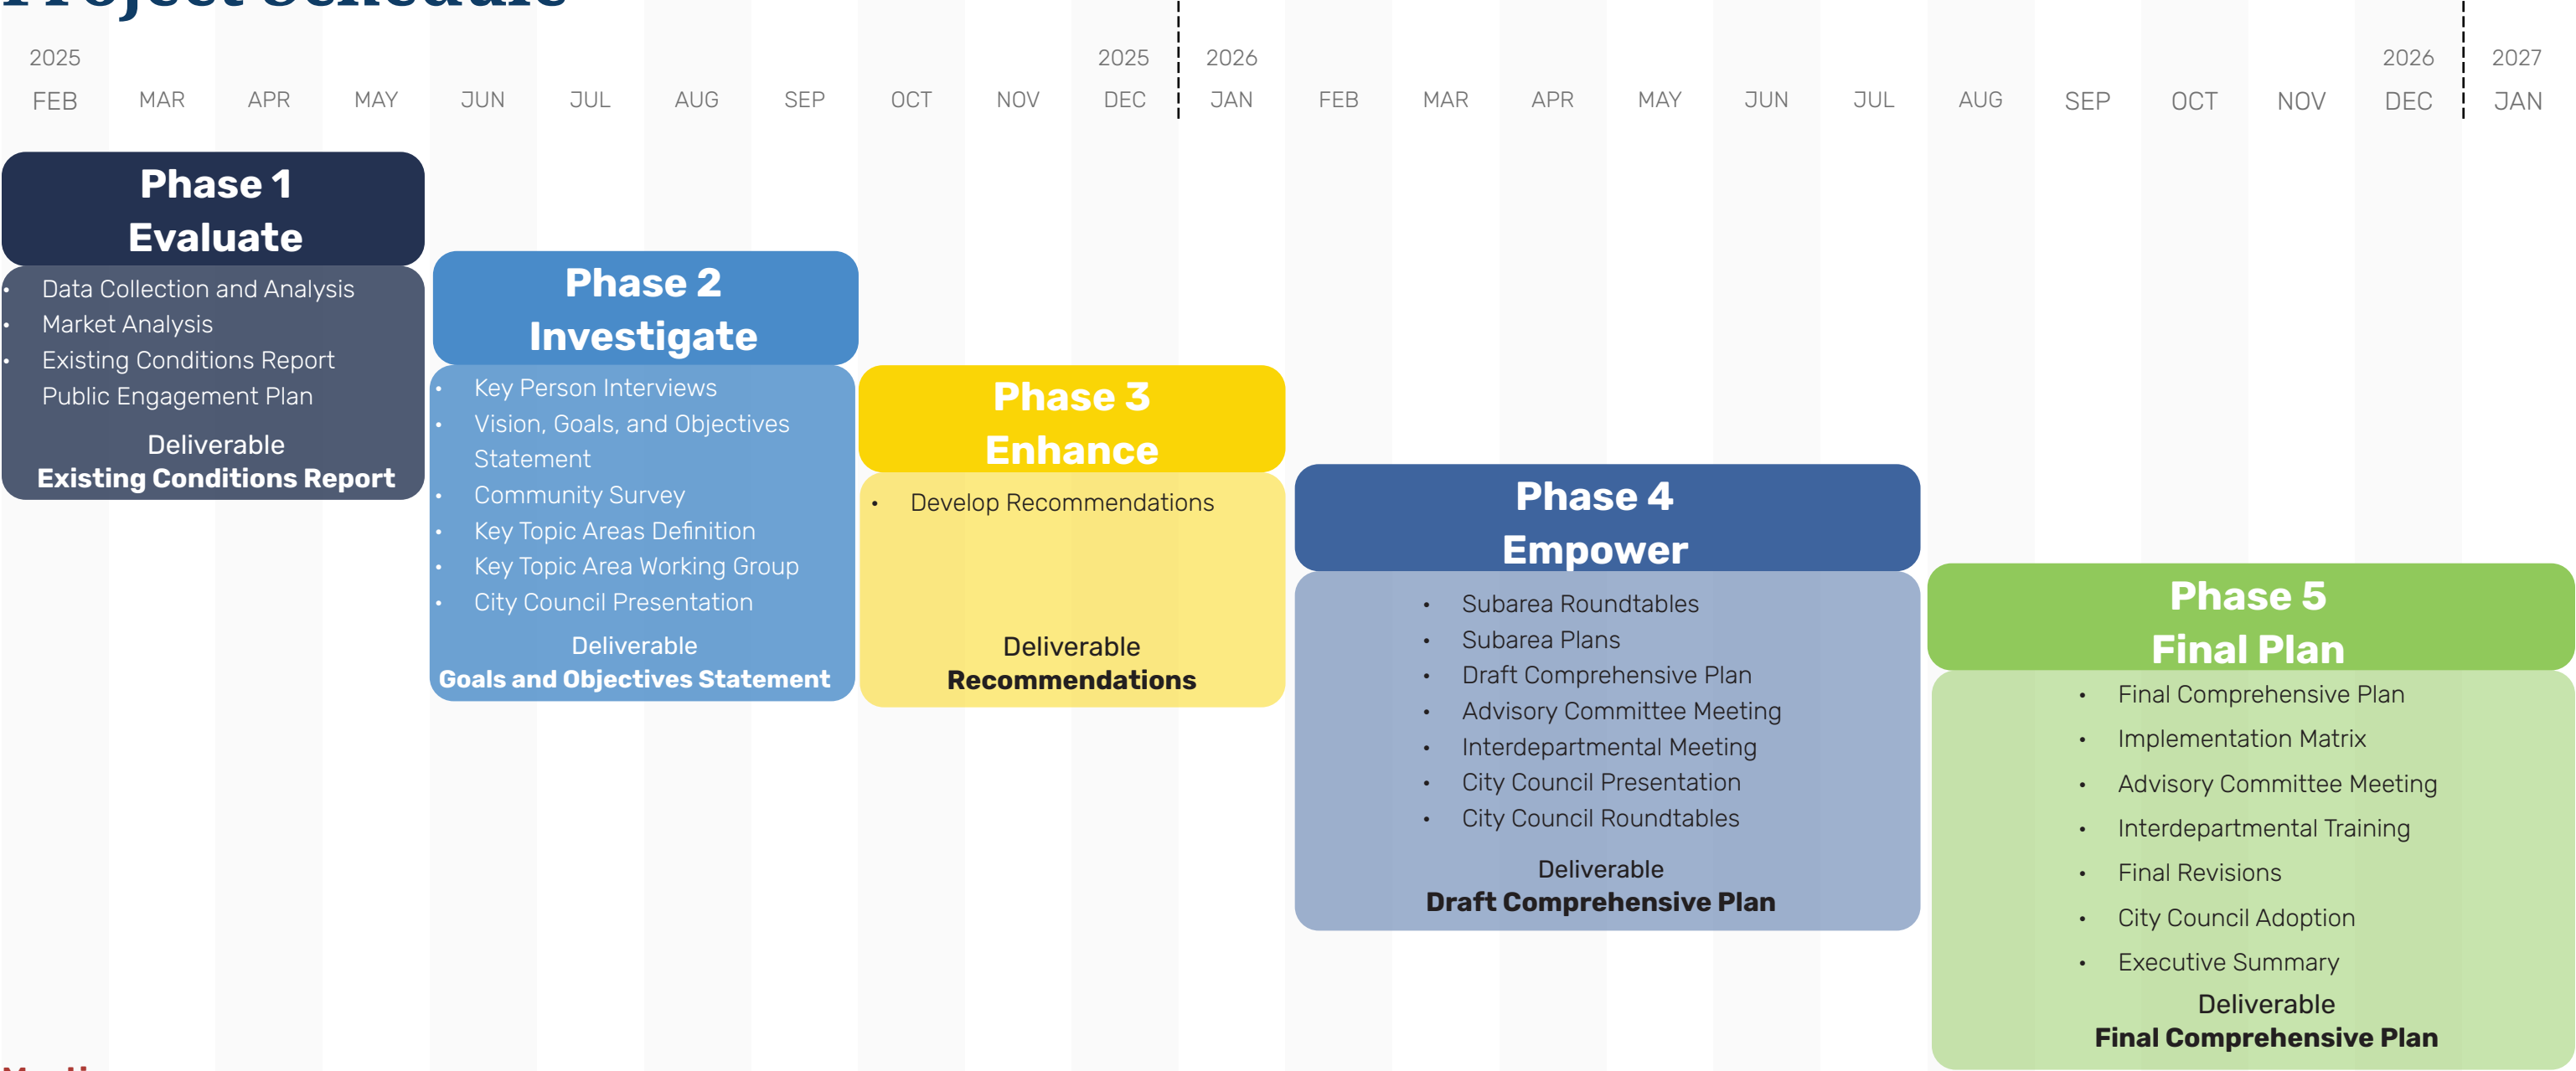 Project Schedule
2025 2025 2026 2026 2027
FEB MAR APR MAY JUN JUL AUG SEP OCT NOV DEC JAN FEB MAR APR MAY JUN JUL AUG SEP OCT NOV DEC JAN
Phase 1
Evaluate
• Data Collection and Analysis
• Market Analysis
• Existing Conditions Report
Public Engagement Plan
Deliverable
Existing Conditions Report
Phase 2
Investigate
• Key Person Interviews
• Vision, Goals, and Objectives
Statement
• Community Survey
• Key Topic Areas Definition
• Key Topic Area Working Group
• City Council Presentation
Deliverable
Goals and Objectives Statement
Phase 3
Enhance
• Develop Recommendations
Deliverable
Recommendations
Phase 4
Empower
• Subarea Roundtables
• Subarea Plans
• Draft Comprehensive Plan
• Advisory Committee Meeting
• Interdepartmental Meeting
• City Council Presentation
• City Council Roundtables
Deliverable
Draft Comprehensive Plan
Phase 5
Final Plan
• Final Comprehensive Plan
• Implementation Matrix
• Advisory Committee Meeting
• Interdepartmental Training
• Final Revisions
• City Council Adoption
• Executive Summary
Deliverable
Final Comprehensive Plan